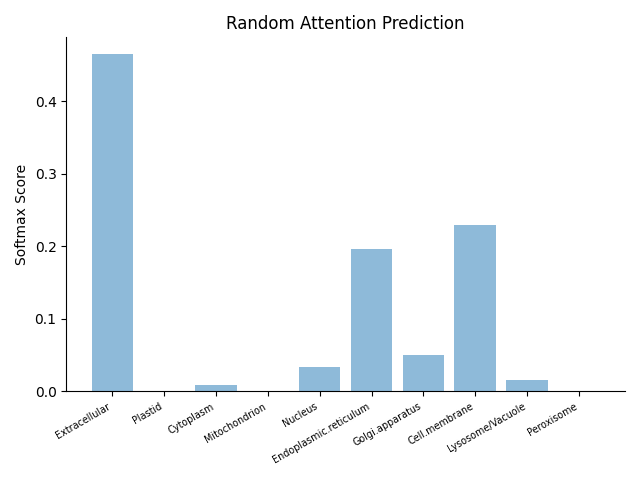 Random Attention Prediction
Softmax Score
0.4
0.3
0.2
0.1
0.0
Extracellular
Plastid
Cytoplasm
Mitochondrion
Nucleus
Endoplasmic.reticulum
Golgi.apparatus
Cell.membrane
Lysosome/Vacuole
Peroxisome